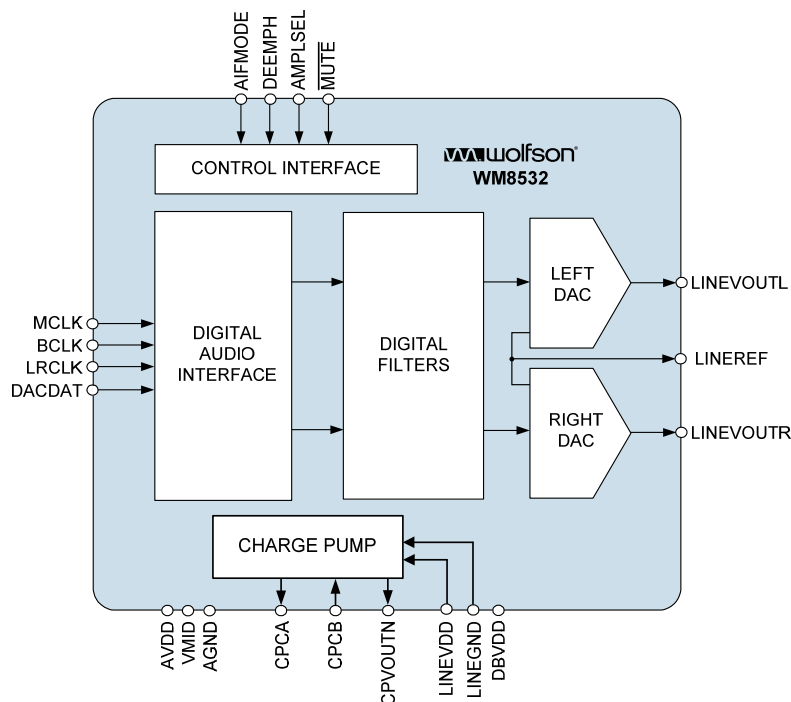 AIFMODE
DEEMPH
AMPLSEL
MUTE
CONTROL INTERFACE
wolfson®
WM8532
MCLK
BCLK
LRCLK
DACDAT
DIGITAL
AUDIO
INTERFACE
DIGITAL
FILTERS
LEFT
DAC
RIGHT
DAC
LINEVOUTL
LINEREF
LINEVOUTR
CHARGE PUMP
AVDD
VMID
AGND
CPCA
CPCB
CPVOUTN
LINEVDD
LINEGND
DBVDD